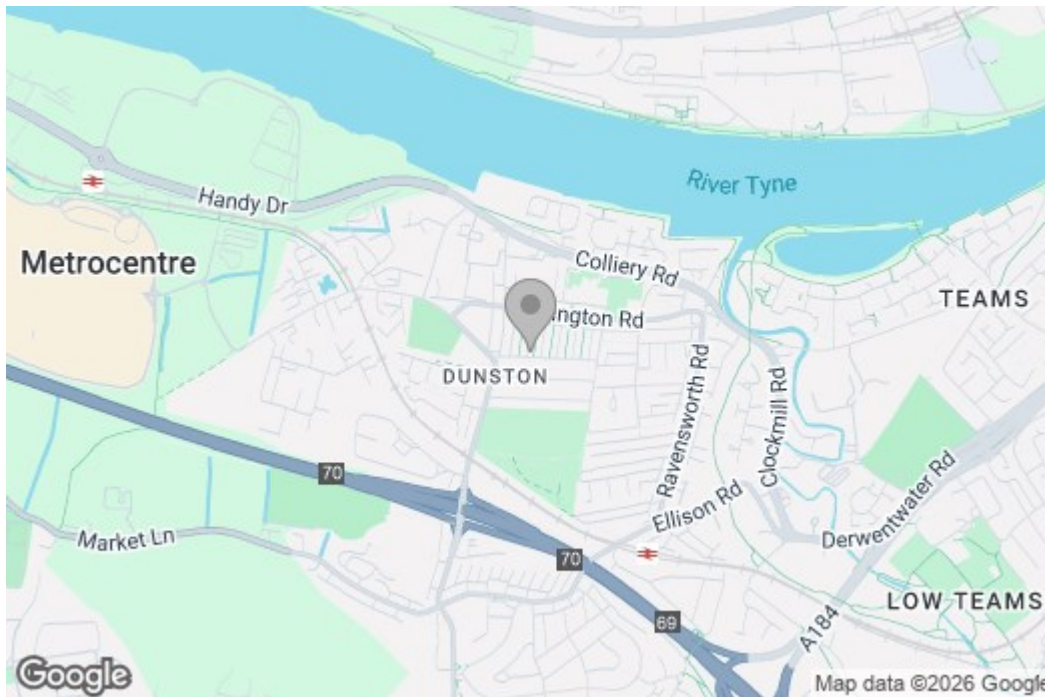 River Tyne
Handy Dr
Metrocentre
Colliery Rd
TEAMS
ington Rd
DUNSTON
Ravensworth Rd
Clockmill Rd
70
Ellison Rd
Derwentwater Rd
Market Ln
70
LOW TEAMS
69
A184
Google
Map data ©2026 Google